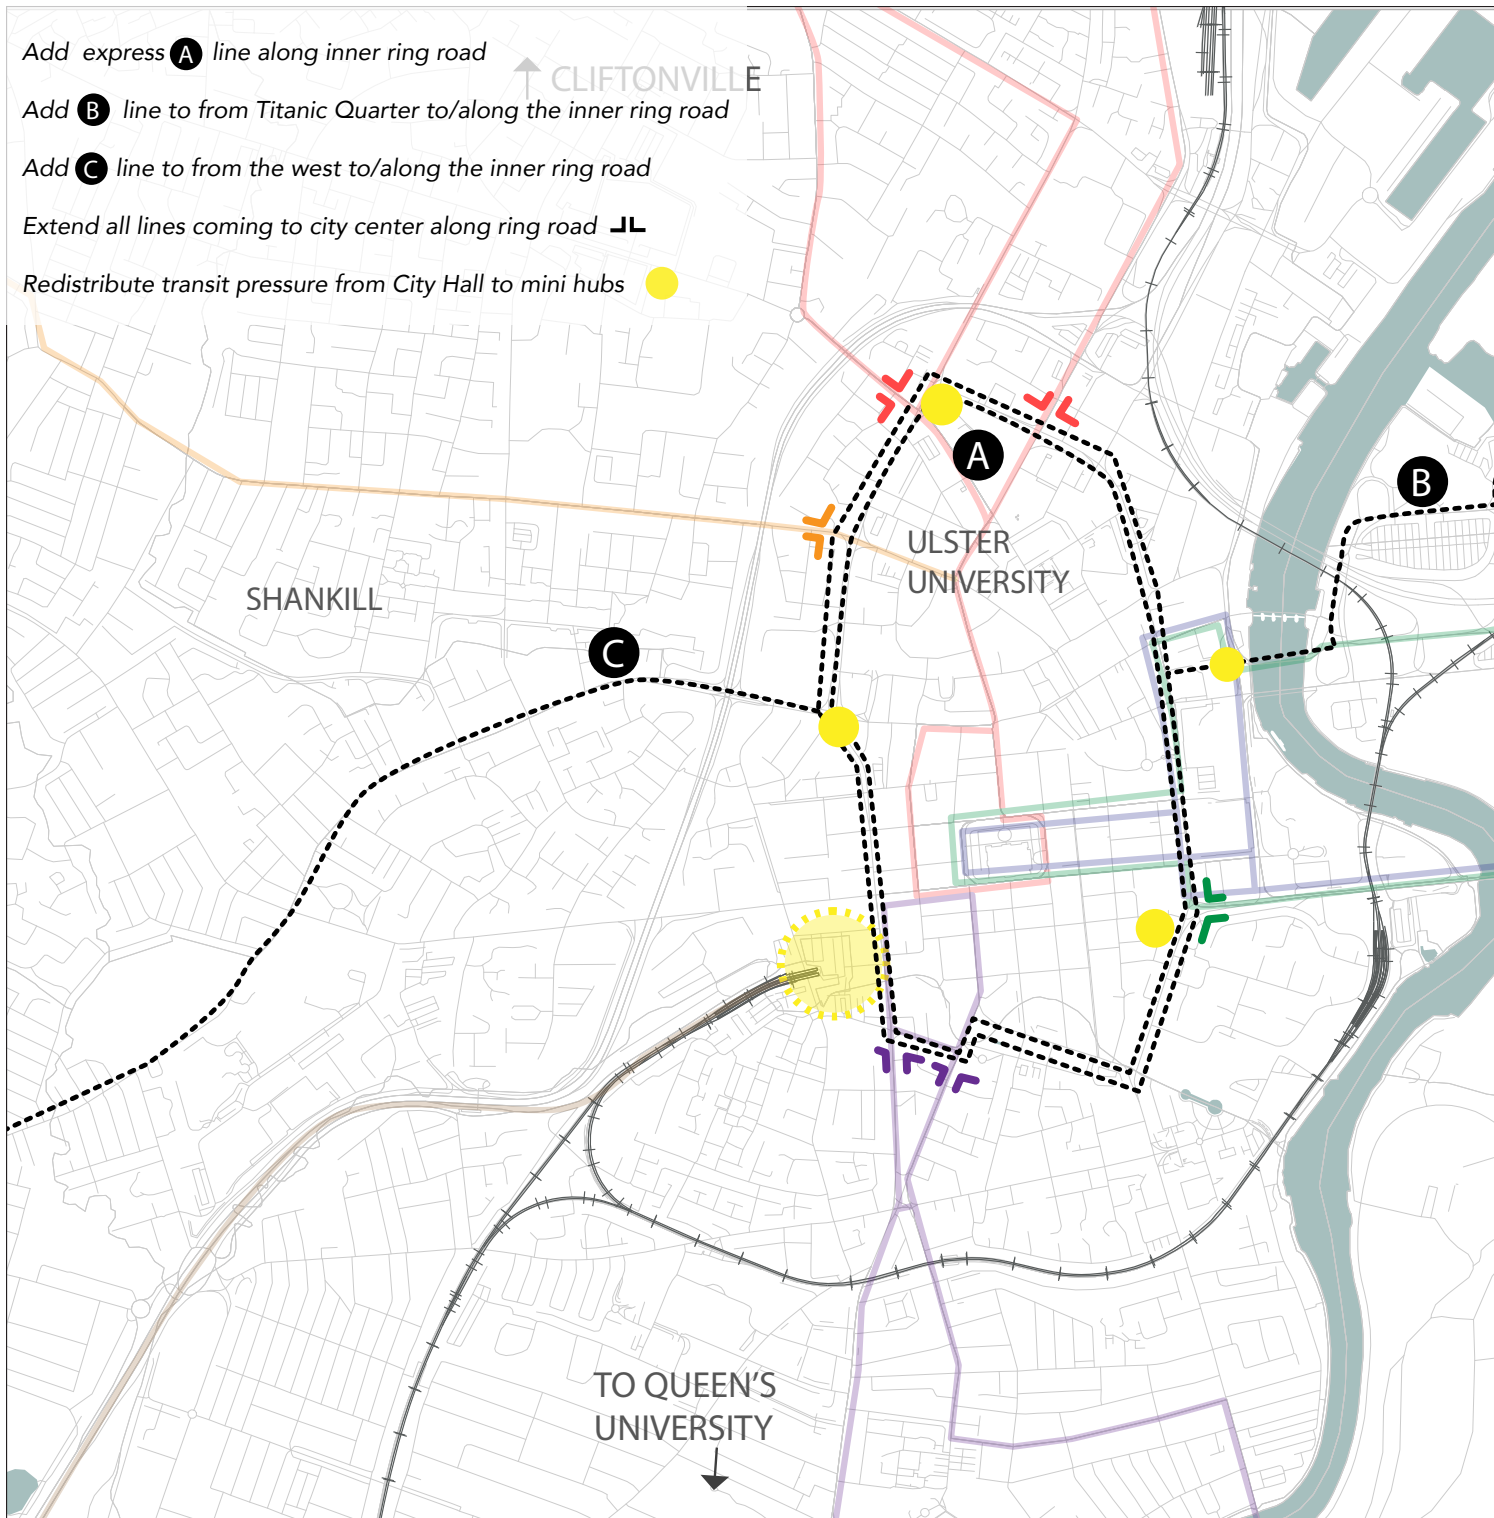 Add express A line along inner ring road
CLIFTONVILLE
Add B line to from Titanic Quarter to/along the inner ring road
Add C line to from the west to/along the inner ring road
Extend all lines coming to city center along ring road
Redistribute transit pressure from City Hall to mini hubs
A
B
ULSTER
UNIVERSITY
SHANKILL
C
TO QUEEN'S
UNIVERSITY